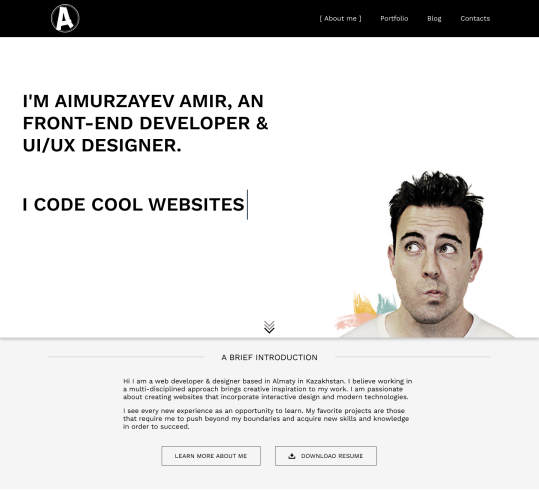 A
[ About me ] Portfolio Blog Contacts
I'M AIMURZAYEV AMIR, AN
FRONT-END DEVELOPER &
UI/UX DESIGNER.
I CODE COOL WEBSITES
A BRIEF INTRODUCTION
Hi I am a web developer & designer based in Almaty in Kazakhstan. I believe working in
a multi-disciplined approach brings creative inspiration to my work. I am passionate
about creating websites that incorporate interactive design and modern technologies.
I see every new experience as an opportunity to learn. My favorite projects are those
that require me to push beyond my boundaries and acquire new skills and knowledge
in order to succeed.
LEARN MORE ABOUT ME DOWNLOAD RESUME